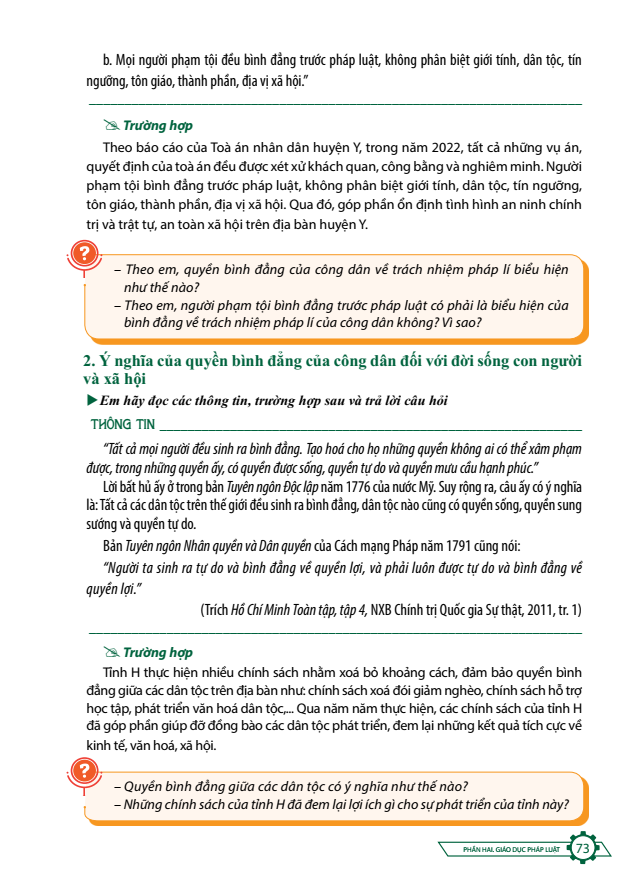 b. Mọi người phạm tội đều bình đẳng trước pháp luật, không phân biệt giới tính, dân tộc, tín
ngưỡng, tôn giáo, thành phần, địa vị xã hội.”
Trường hợp
Theo báo cáo của Toà án nhân dân huyện Y, trong năm 2022, tất cả những vụ án,
quyết định của toà án đều được xét xử khách quan, công bằng và nghiêm minh. Người
phạm tội bình đẳng trước pháp luật, không phân biệt giới tính, dân tộc, tín ngưỡng,
tôn giáo, thành phần, địa vị xã hội. Qua đó, góp phần ổn định tình hình an ninh chính
trị và trật tự, an toàn xã hội trên địa bàn huyện Y.
?
– Theo em, quyền bình đẳng của công dân về trách nhiệm pháp lí biểu hiện
như thế nào?
– Theo em, người phạm tội bình đẳng trước pháp luật có phải là biểu hiện của
bình đẳng về trách nhiệm pháp lí của công dân không? Vì sao?
2. Ý nghĩa của quyền bình đẳng của công dân đối với đời sống con người
và xã hội
Em hãy đọc các thông tin, trường hợp sau và trả lời câu hỏi
THÔNG TIN
“Tất cả mọi người đều sinh ra bình đẳng. Tạo hoá cho họ những quyền không ai có thể xâm phạm
được, trong những quyền ấy, có quyền được sống, quyền tự do và quyền mưu cầu hạnh phúc.”
Lời bất hủ ấy ở trong bản Tuyên ngôn Độc lập năm 1776 của nước Mỹ. Suy rộng ra, câu ấy có ý nghĩa
là: Tất cả các dân tộc trên thế giới đều sinh ra bình đẳng, dân tộc nào cũng có quyền sống, quyền sung
sướng và quyền tự do.
Bản Tuyên ngôn Nhân quyền và Dân quyền của Cách mạng Pháp năm 1791 cũng nói:
“Người ta sinh ra tự do và bình đẳng về quyền lợi, và phải luôn được tự do và bình đẳng về
quyền lợi.”
(Trích Hồ Chí Minh Toàn tập, tập 4, NXB Chính trị Quốc gia Sự thật, 2011, tr. 1)
Trường hợp
Tỉnh H thực hiện nhiều chính sách nhằm xoá bỏ khoảng cách, đảm bảo quyền bình
đẳng giữa các dân tộc trên địa bàn như: chính sách xoá đói giảm nghèo, chính sách hỗ trợ
học tập, phát triển văn hoá dân tộc,... Qua năm năm thực hiện, các chính sách của tỉnh H
đã góp phần giúp đỡ đồng bào các dân tộc phát triển, đem lại những kết quả tích cực về
kinh tế, văn hoá, xã hội.
?
– Quyền bình đẳng giữa các dân tộc có ý nghĩa như thế nào?
– Những chính sách của tỉnh H đã đem lại lợi ích gì cho sự phát triển của tỉnh này?
PHẦN HAI. GIÁO DỤC PHÁP LUẬT 73